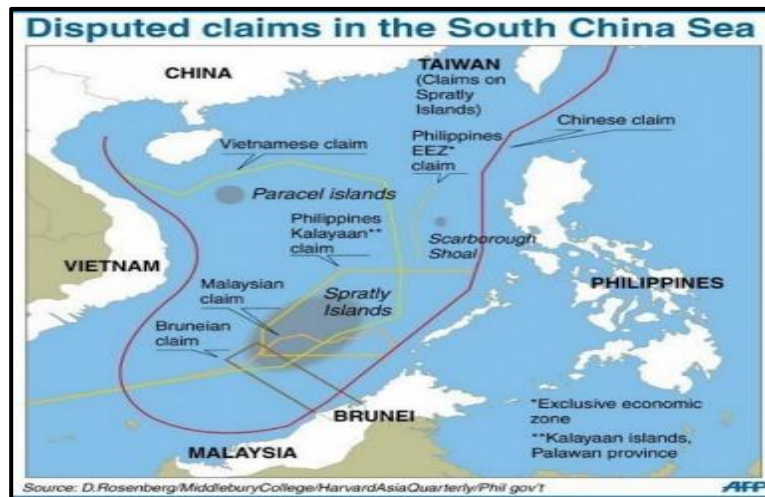 Disputed claims in the South China Sea
CHINA
TAIWAN
(Claims on
Spratly
Islands)
Chinese claim
Vietnamese claim
Philippines
EEZ*
claim
Paracel islands
Philippines
Kalayaan**
claim
Scarborough
Shoal
VIETNAM
Malaysian
claim
Spratly
Islands
PHILIPPINES
Bruneian
claim
BRUNEI
MALAYSIA
*Exclusive economic
zone
**Kalayaan islands,
Palawan province
Source: D.Rosenberg/MiddleburyCollege/HarvardAsiaQuarterly/Phil gov't
AFP